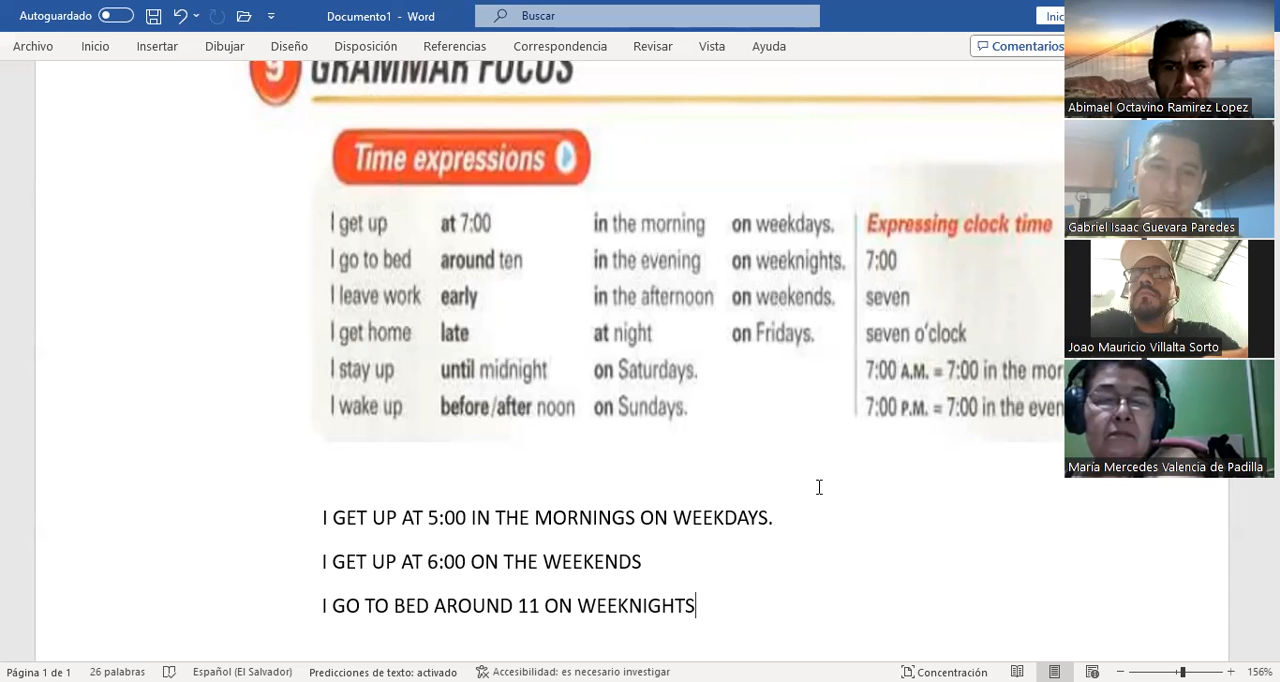 Autoguardado
Documento1 - Word
Buscar
Inic
Archivo Inicio Insertar Dibujar Diseño Disposición Referencias Correspondencia Revisar Vista Ayuda
Comentarios
9 GRAMMAR FOCUS
Time expressions
I get up at 7:00 in the morning on weekdays.
I go to bed around ten in the evening on weeknights.
I leave work early in the afternoon on weekends.
I get home late at night on Fridays.
I stay up until midnight on Saturdays.
I wake up before/after noon on Sundays.
Expressing clock time
7:00
seven
seven o'clock
7:00 A.M. = 7:00 in the mor
7:00 P.M. = 7:00 in the even
I GET UP AT 5:00 IN THE MORNINGS ON WEEKDAYS.
I GET UP AT 6:00 ON THE WEEKENDS
I GO TO BED AROUND 11 ON WEEKNIGHTS
Abimael Octavino Ramirez Lopez
Gabriel Isaac Guevara Paredes
Joao Mauricio Villalta Sorto
María Mercedes Valencia de Padilla
Página 1 de 1 26 palabras Español (El Salvador) Predicciones de texto: activado Accesibilidad: es necesario investigar Concentración 156%